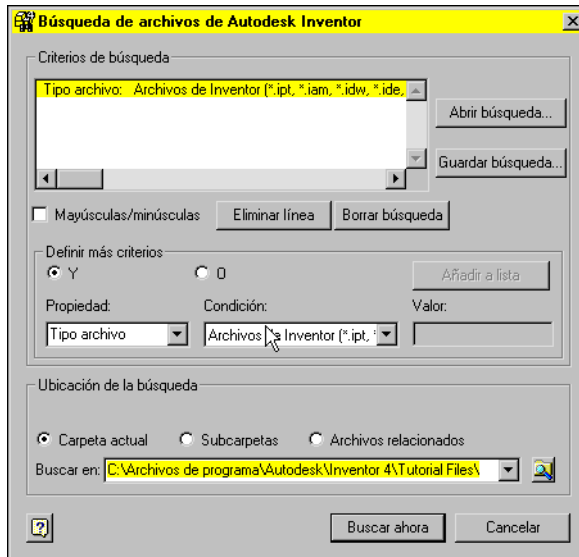 Búsqueda de archivos de Autodesk Inventor
Criterios de búsqueda
Tipo archivo: Archivos de Inventor (*.ipt, *.iam, *.idw, *.ide,
Abrir búsqueda...
Guardar búsqueda...
Mayúsculas/minúsculas Eliminar línea Borrar búsqueda
Definir más criterios
Y O Añadir a lista
Propiedad: Condición: Valor:
Tipo archivo Archivos de Inventor (*.ipt, *
Ubicación de la búsqueda
Carpeta actual Subcarpetas Archivos relacionados
Buscar en: C:\Archivos de programa\Autodesk\Inventor 4\Tutorial Files\
Buscar ahora Cancelar